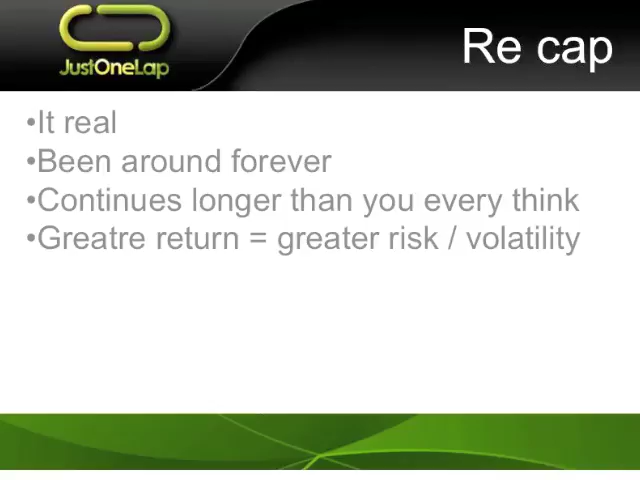 JustOneLap
Re cap
•It real
•Been around forever
•Continues longer than you every think
•Greatre return = greater risk / volatility